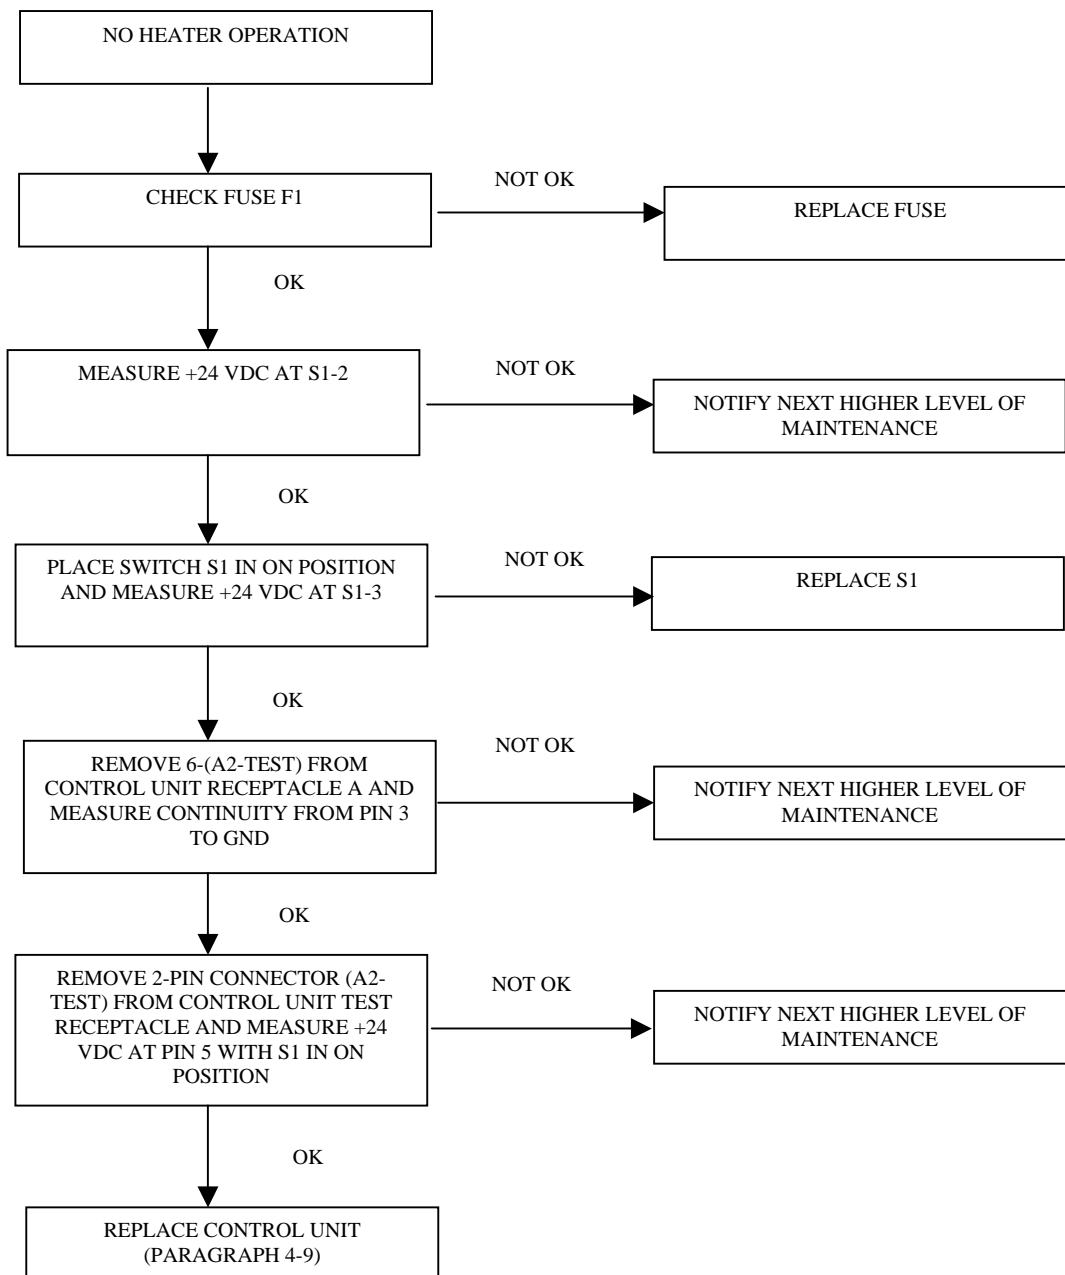 NO HEATER OPERATION
CHECK FUSE F1
NOT OK
REPLACE FUSE
OK
MEASURE +24 VDC AT S1-2
NOT OK
NOTIFY NEXT HIGHER LEVEL OF
MAINTENANCE
OK
PLACE SWITCH S1 IN ON POSITION
AND MEASURE +24 VDC AT S1-3
NOT OK
REPLACE S1
OK
REMOVE 6-(A2-TEST) FROM
CONTROL UNIT RECEPTACLE A AND
MEASURE CONTINUITY FROM PIN 3
TO GND
NOT OK
NOTIFY NEXT HIGHER LEVEL OF
MAINTENANCE
OK
REMOVE 2-PIN CONNECTOR (A2-
TEST) FROM CONTROL UNIT TEST
RECEPTACLE AND MEASURE +24
VDC AT PIN 5 WITH S1 IN ON
POSITION
NOT OK
NOTIFY NEXT HIGHER LEVEL OF
MAINTENANCE
OK
REPLACE CONTROL UNIT
(PARAGRAPH 4-9)